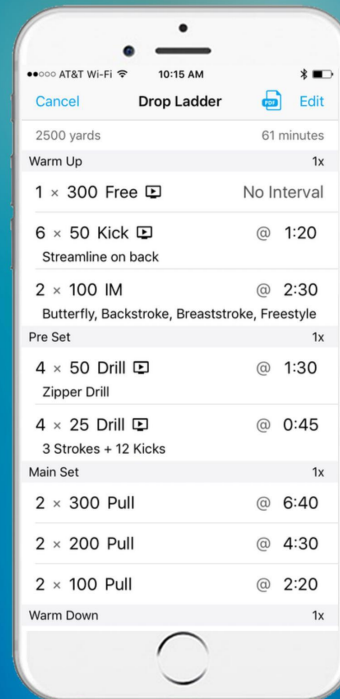 AT&T Wi-Fi 10:15 AM
Cancel Drop Ladder PDF Edit
2500 yards 61 minutes
Warm Up 1x
1 × 300 Free No Interval
6 × 50 Kick @ 1:20
Streamline on back
2 × 100 IM @ 2:30
Butterfly, Backstroke, Breaststroke, Freestyle
Pre Set 1x
4 × 50 Drill @ 1:30
Zipper Drill
4 × 25 Drill @ 0:45
3 Strokes + 12 Kicks
Main Set 1x
2 × 300 Pull @ 6:40
2 × 200 Pull @ 4:30
2 × 100 Pull @ 2:20
Warm Down 1x